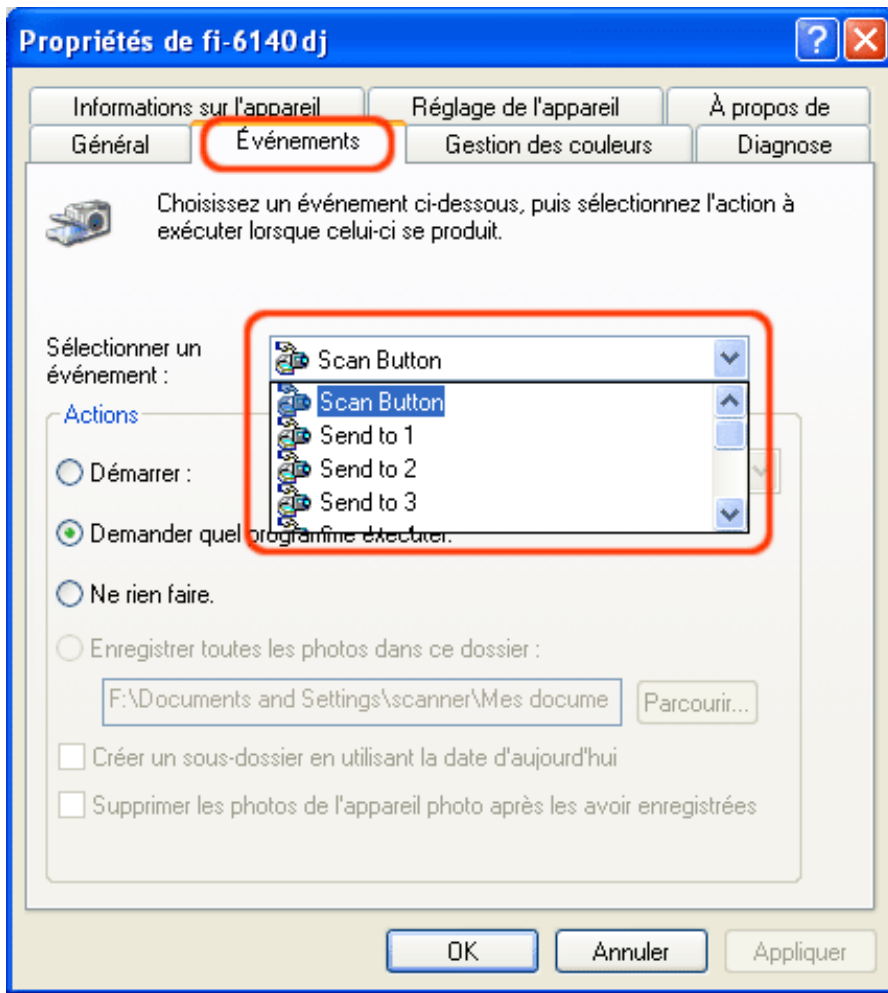 Propriétés de fi-6140dj
Informations sur l'appareil
Réglage de l'appareil
À propos de
Général
Événements
Gestion des couleurs
Diagnose
Choisissez un événement ci-dessous, puis sélectionnez l'action à
exécuter lorsque celui-ci se produit.
Sélectionner un
événement :
Scan Button
Scan Button
Send to 1
Send to 2
Send to 3
Actions
Démarrer :
Demander quel programme exécuter.
Ne rien faire.
Enregistrer toutes les photos dans ce dossier :
F:\Documents and Settings\scanner\Mes docume
Parcourir...
Créer un sous-dossier en utilisant la date d'aujourd'hui
Supprimer les photos de l'appareil photo après les avoir enregistrées
OK
Annuler
Appliquer